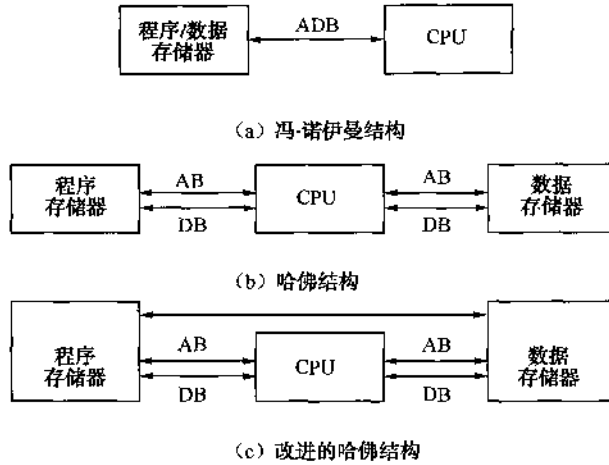 程序/数据
存储器
ADB
CPU
(a) 冯·诺伊曼结构
程序
存储器
AB
DB
CPU
AB
DB
数据
存储器
(b) 哈佛结构
程序
存储器
AB
DB
CPU
AB
DB
数据
存储器
(c) 改进的哈佛结构